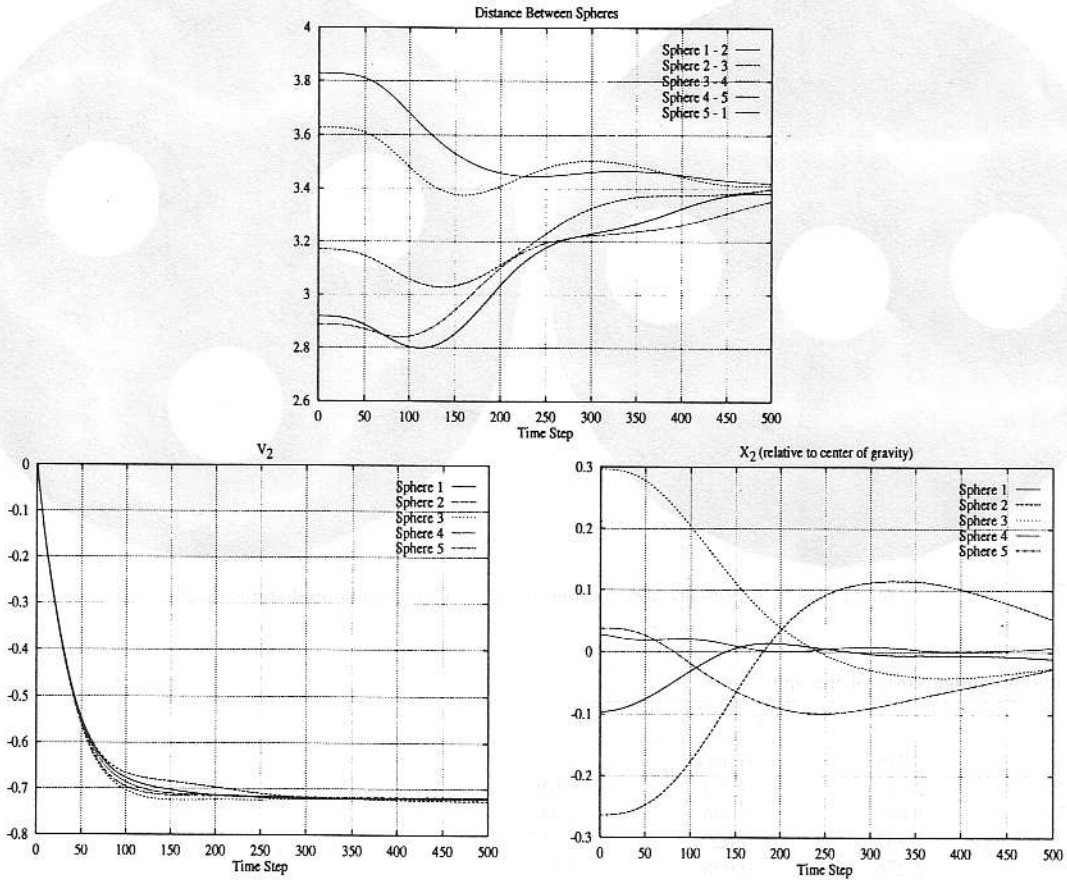 Distance Between Spheres
4
3.8
3.6
3.4
3.2
3
2.8
2.6
Sphere 1 - 2
Sphere 2 - 3
Sphere 3 - 4
Sphere 4 - 5
Sphere 5 - 1
0 50 100 150 200 250 300 350 400 450 500
Time Step
V2
0
-0.1
-0.2
-0.3
-0.4
-0.5
-0.6
-0.7
-0.8
Sphere 1
Sphere 2
Sphere 3
Sphere 4
Sphere 5
0 50 100 150 200 250 300 350 400 450 500
Time Step
X2 (relative to center of gravity)
0.3
0.2
0.1
0
-0.1
-0.2
-0.3
Sphere 1
Sphere 2
Sphere 3
Sphere 4
Sphere 5
0 50 100 150 200 250 300 350 400 450 500
Time Step